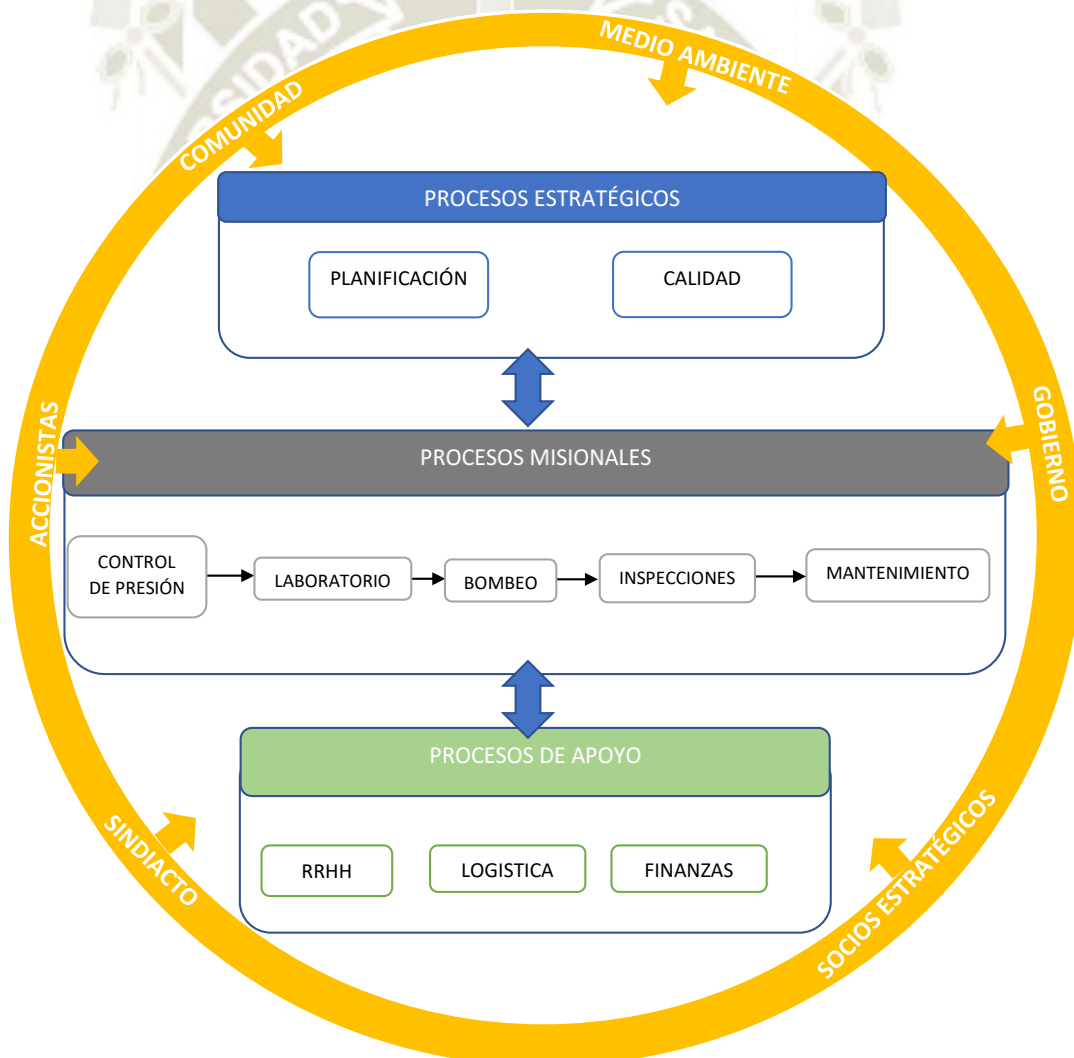 MEDIO AMBIENTE
COMUNIDAD
PROCESOS ESTRATÉGICOS
PLANIFICACIÓN
CALIDAD
ACCIONISTAS
GOBIERNO
PROCESOS MISIONALES
CONTROL
DE PRESIÓN
LABORATORIO
BOMBEO
INSPECCIONES
MANTENIMIENTO
PROCESOS DE APOYO
RRHH
LOGISTICA
FINANZAS
SINDIACTO
SOCIOS ESTRATÉGICOS